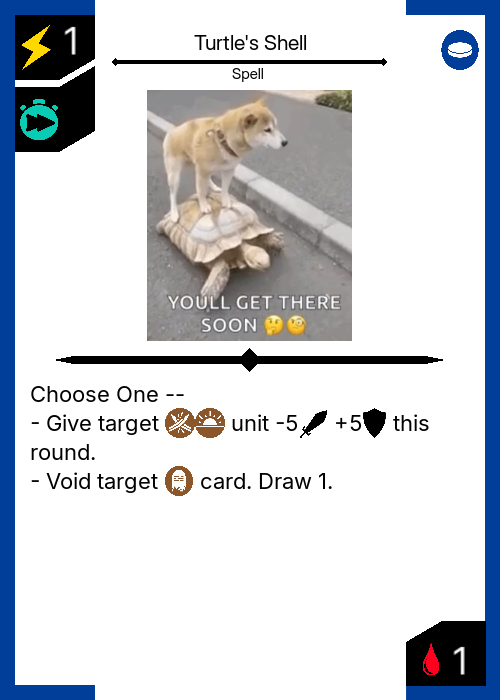 1
Turtle's Shell
Spell
YOULL GET THERE
SOON 🤔🧐
Choose One --
- Give target unit -5 +5 this
round.
- Void target card. Draw 1.
1